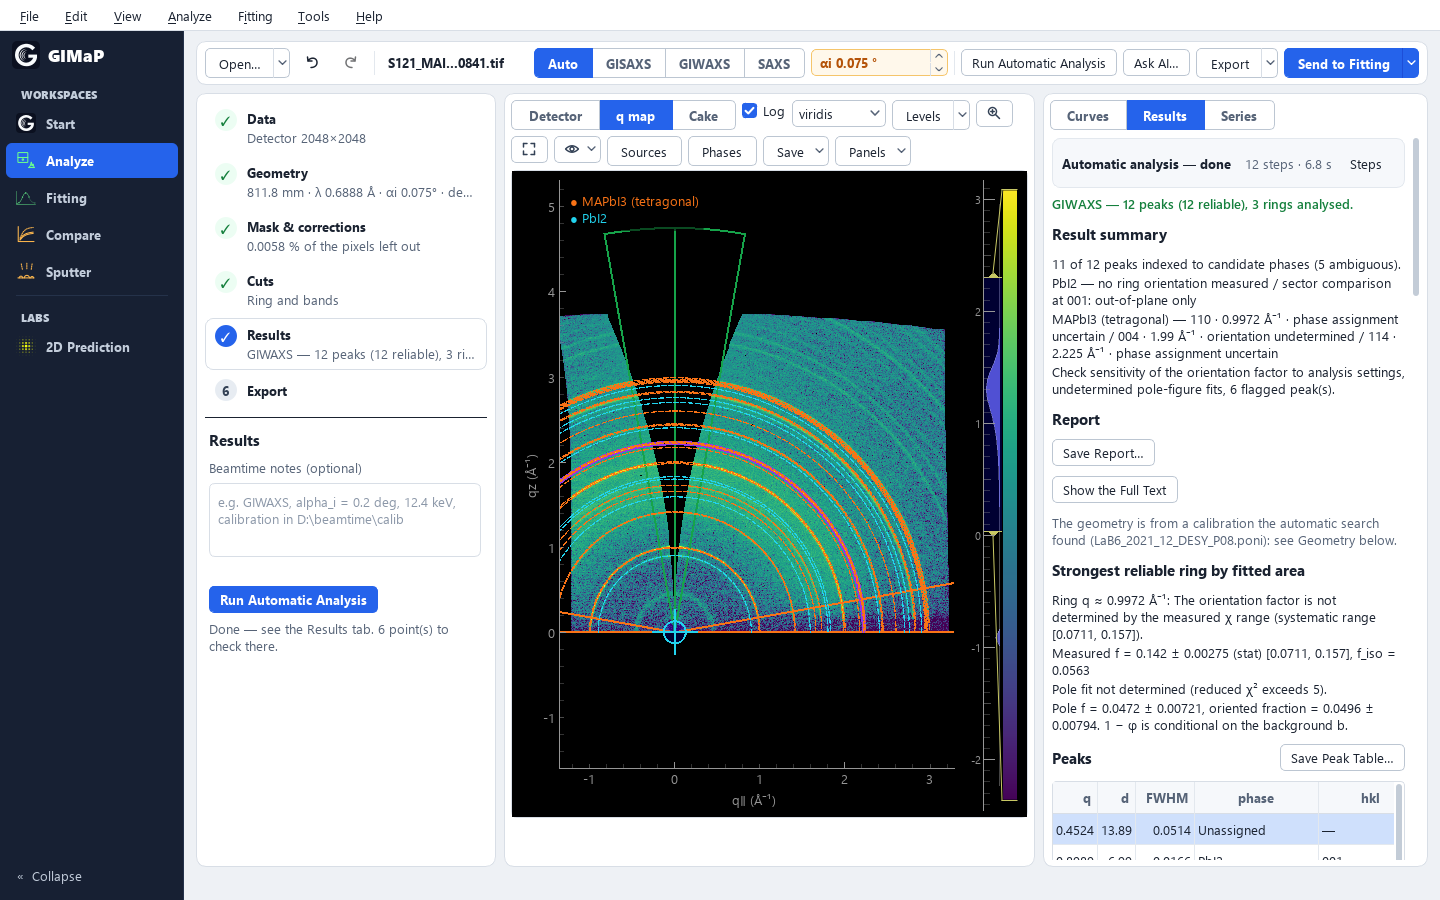 File Edit View Analyze Fitting Tools Help
GIMaP
WORKSPACES
Start
Analyze
Fitting
Compare
Sputter
LABS
2D Prediction
« Collapse
Open...
S121_MAI...0841.tif
Auto GISAXS GIWAXS SAXS
αi 0.075 °
Run Automatic Analysis
Ask AI...
Export
Send to Fitting
Data
Detector 2048×2048
Geometry
811.8 mm · λ 0.6888 Å · αi 0.075° · de...
Mask & corrections
0.0058 % of the pixels left out
Cuts
Ring and bands
Results
GIWAXS — 12 peaks (12 reliable), 3 ri...
6 Export
Results
Beamtime notes (optional)
e.g. GIWAXS, alpha_i = 0.2 deg, 12.4 keV,
calibration in D:\beamtime\calib
Run Automatic Analysis
Done — see the Results tab. 6 point(s) to
check there.
Detector q map Cake
Log
viridis
Levels
Sources
Phases
Save
Panels
MAPbI3 (tetragonal)
PbI2
5
4
3
2
1
0
-1
qz (Å⁻¹)
-1 0 1 2 3
q∥ (Å⁻¹)
3
2
1
0
-1
-2
Curves Results Series
Automatic analysis — done 12 steps · 6.8 s Steps
GIWAXS — 12 peaks (12 reliable), 3 rings analysed.
Result summary
11 of 12 peaks indexed to candidate phases (5 ambiguous).
PbI2 — no ring orientation measured / sector comparison
at 001: out-of-plane only
MAPbI3 (tetragonal) — 110 · 0.9972 Å⁻¹ · phase assignment
uncertain / 004 · 1.99 Å⁻¹ · orientation undetermined / 114 ·
2.225 Å⁻¹ · phase assignment uncertain
Check sensitivity of the orientation factor to analysis settings,
undetermined pole-figure fits, 6 flagged peak(s).
Report
Save Report...
Show the Full Text
The geometry is from a calibration the automatic search
found (LaB6_2021_12_DESY_P08.poni): see Geometry below.
Strongest reliable ring by fitted area
Ring q ≈ 0.9972 Å⁻¹: The orientation factor is not
determined by the measured χ range (systematic range
[0.0711, 0.157]).
Measured f = 0.142 ± 0.00275 (stat) [0.0711, 0.157], f_iso =
0.0563
Pole fit not determined (reduced χ² exceeds 5).
Pole f = 0.0472 ± 0.00721, oriented fraction = 0.0496 ±
0.00794. 1 − φ is conditional on the background b.
Peaks
Save Peak Table...
q d FWHM phase hkl
0.4524 13.89 0.0514 Unassigned —